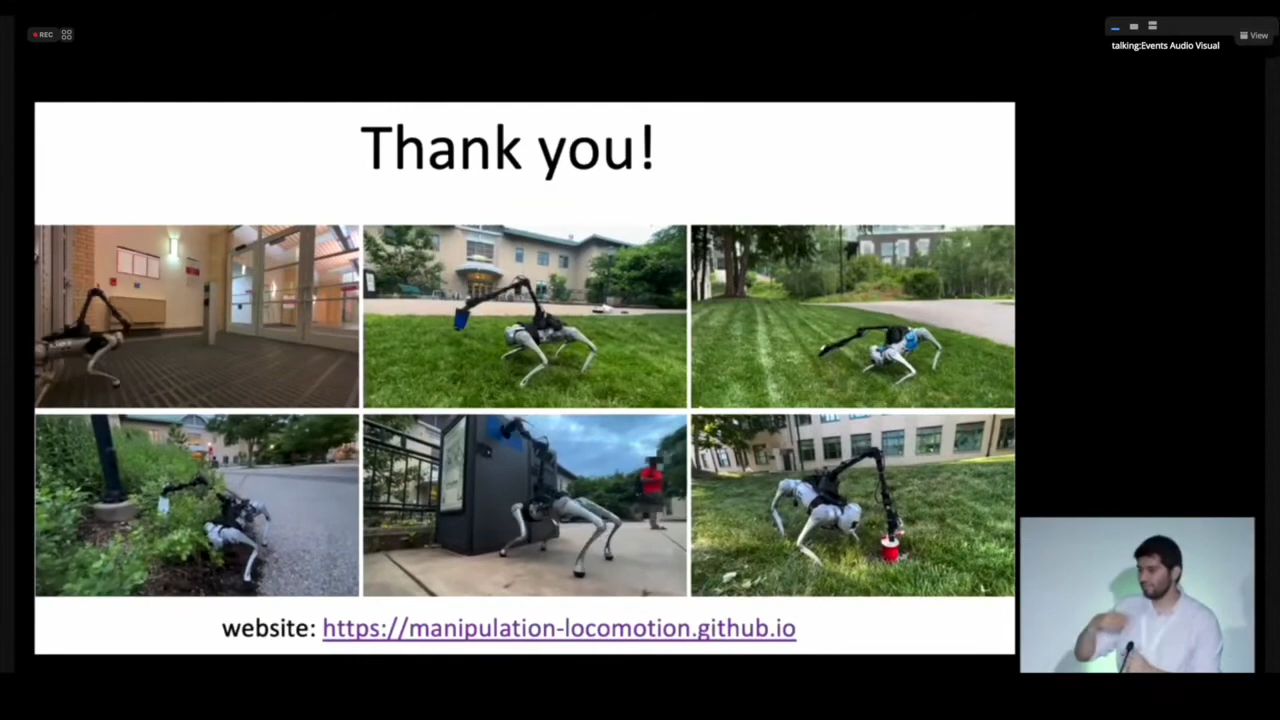 REC
View
talking:Events Audio Visual
Thank you!
website: https://manipulation-locomotion.github.io